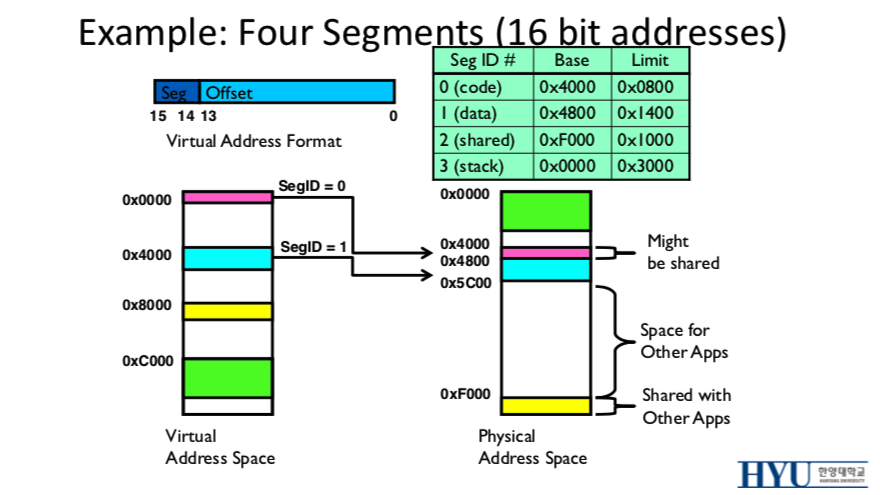 Example: Four Segments (16 bit addresses)
Seg ID # Base Limit
0 (code) 0x4000 0x0800
1 (data) 0x4800 0x1400
2 (shared) 0xF000 0x1000
3 (stack) 0x0000 0x3000
Seg Offset
15 14 13 0
Virtual Address Format
0x0000
SegID = 0
0x4000
SegID = 1
0x8000
0xC000
Virtual
Address Space
0x0000
0x4000
0x4800
0x5C00
0xF000
Might
be shared
Space for
Other Apps
Shared with
Other Apps
Physical
Address Space
HYU 한양대학교
HANYANG UNIVERSITY